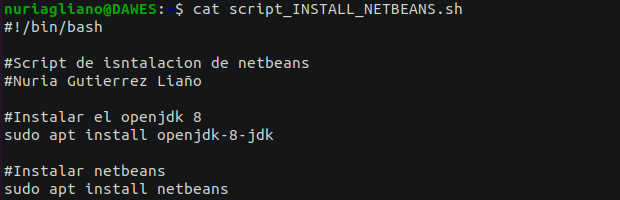 nuriagliano@DAWES:~$ cat script_INSTALL_NETBEANS.sh
#!/bin/bash
#Script de isntalacion de netbeans
#Nuria Gutierrez Liaño
#Instalar el openjdk 8
sudo apt install openjdk-8-jdk
#Instalar netbeans
sudo apt install netbeans